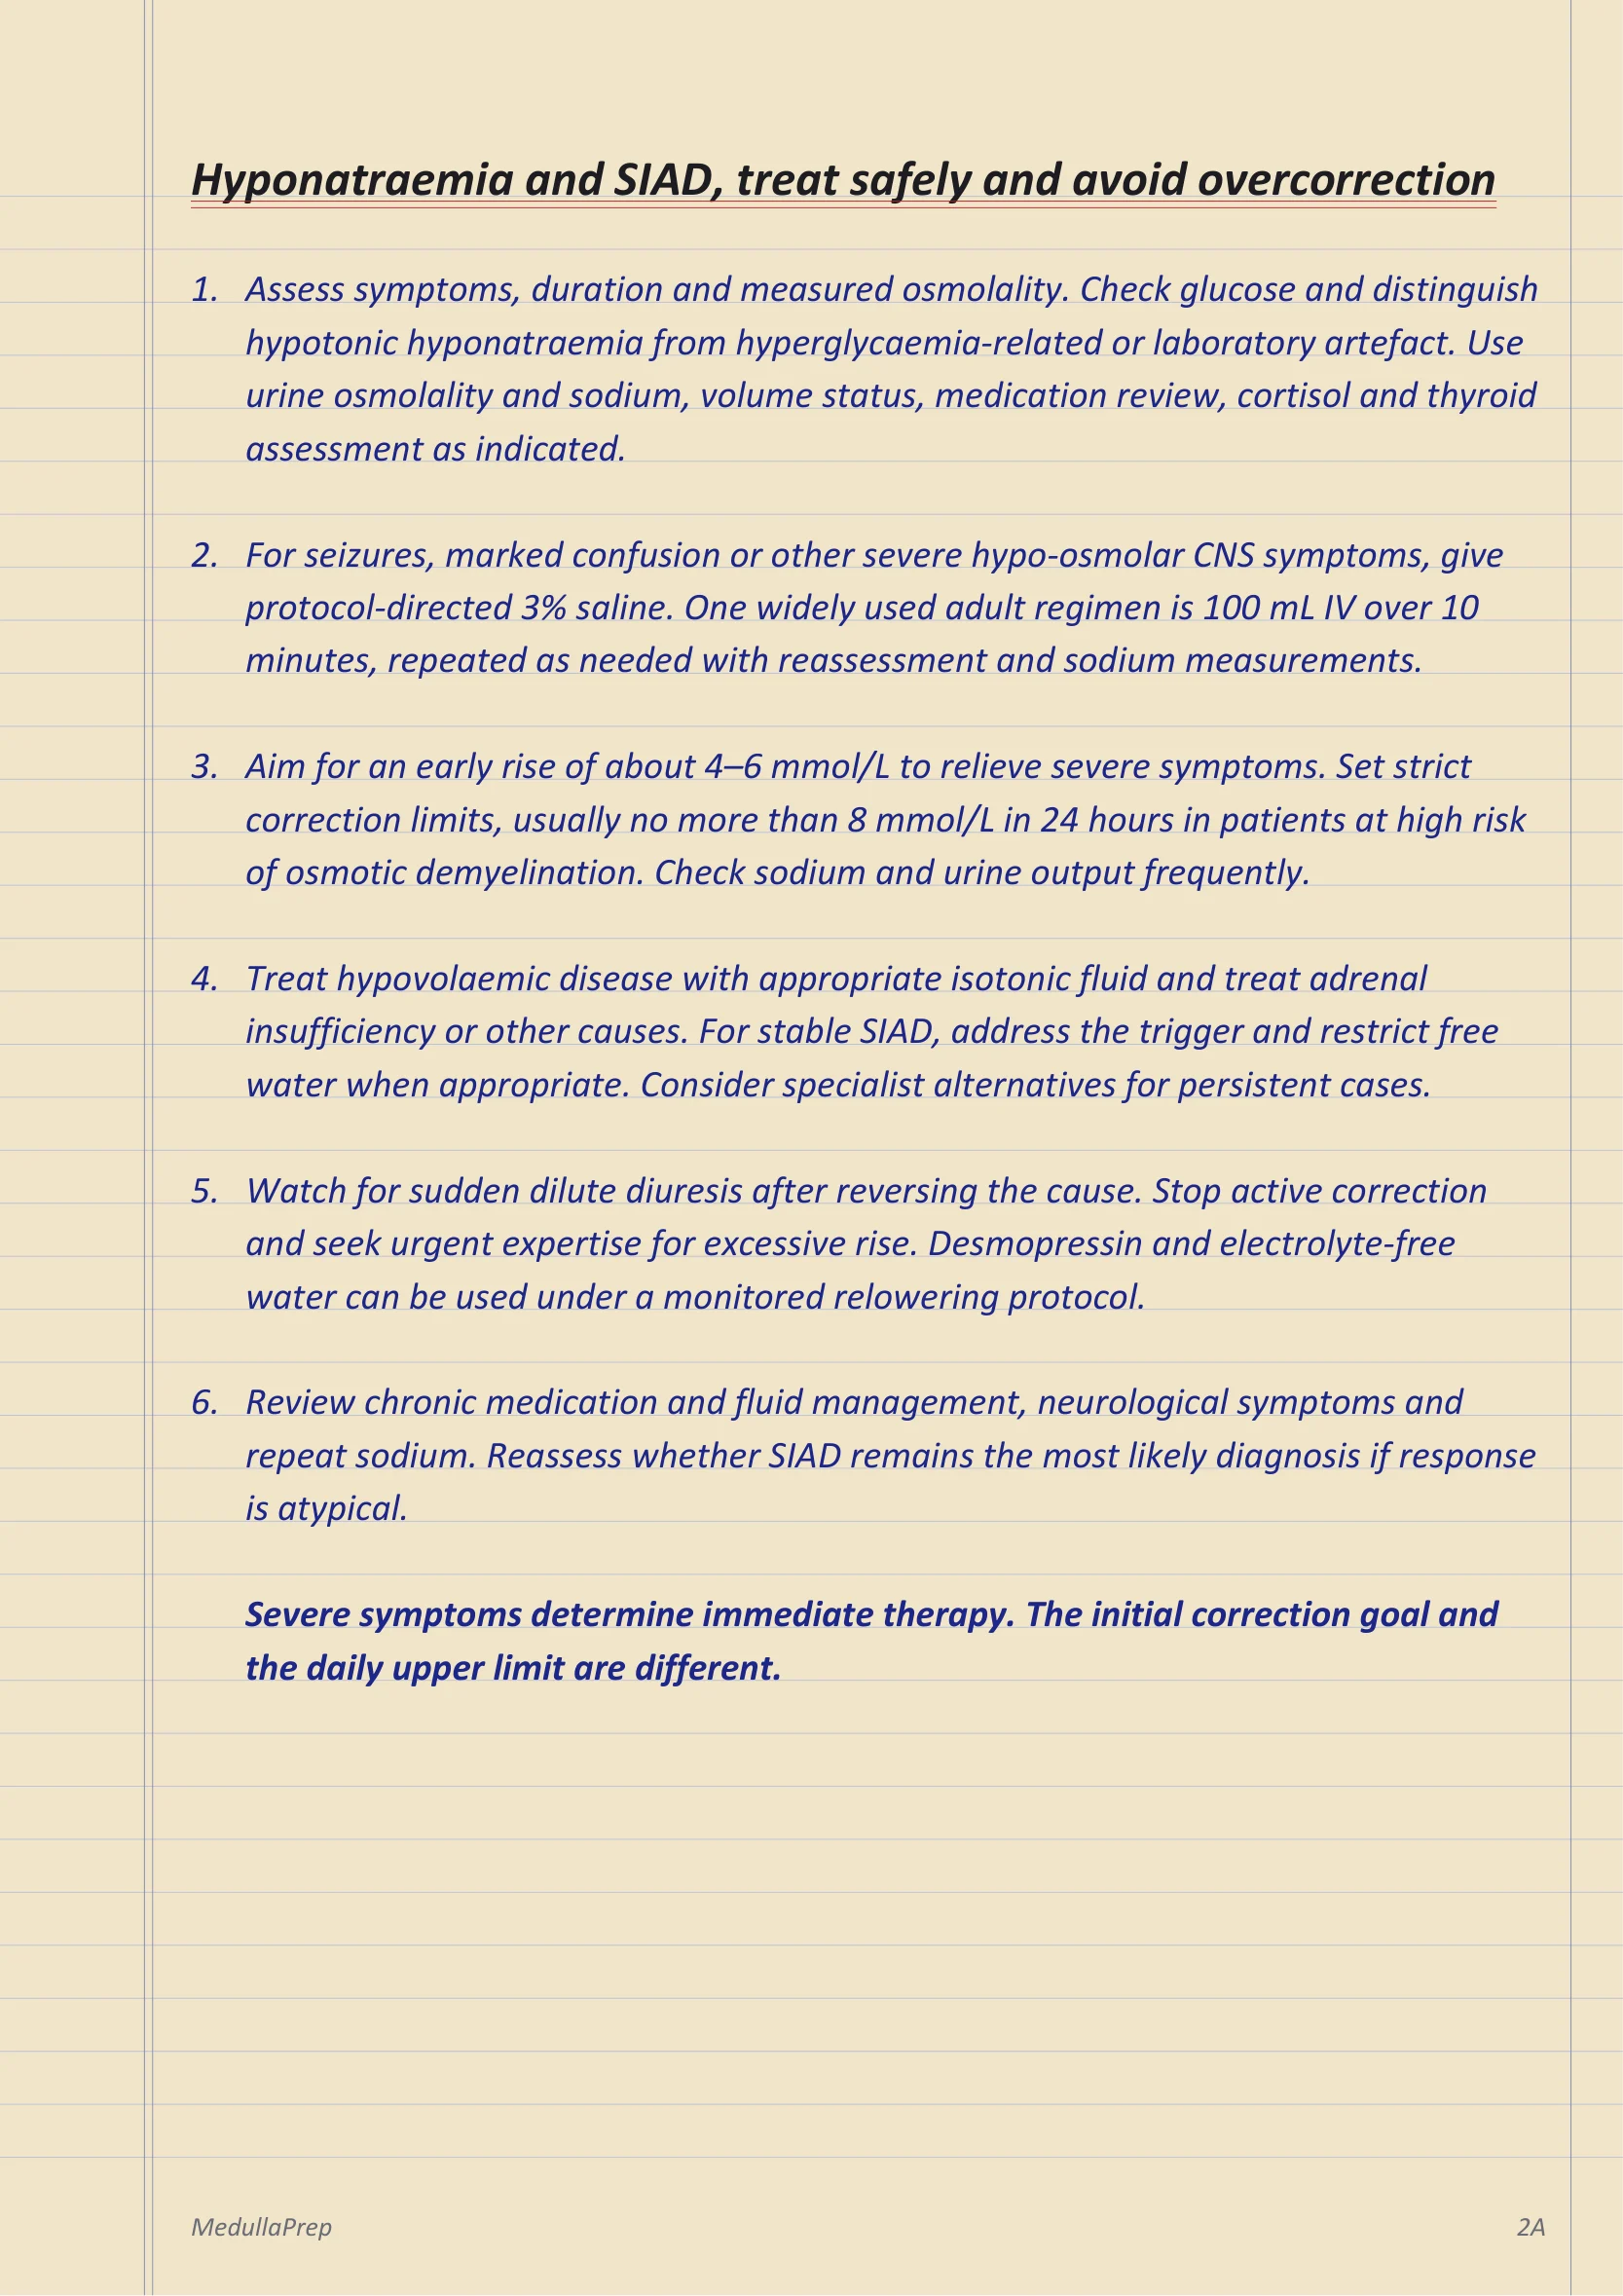 Hyponatraemia and SIAD, treat safely and avoid overcorrection
1. Assess symptoms, duration and measured osmolality. Check glucose and distinguish
hypotonic hyponatraemia from hyperglycaemia-related or laboratory artefact. Use
urine osmolality and sodium, volume status, medication review, cortisol and thyroid
assessment as indicated.
2. For seizures, marked confusion or other severe hypo-osmolar CNS symptoms, give
protocol-directed 3% saline. One widely used adult regimen is 100 mL IV over 10
minutes, repeated as needed with reassessment and sodium measurements.
3. Aim for an early rise of about 4–6 mmol/L to relieve severe symptoms. Set strict
correction limits, usually no more than 8 mmol/L in 24 hours in patients at high risk
of osmotic demyelination. Check sodium and urine output frequently.
4. Treat hypovolaemic disease with appropriate isotonic fluid and treat adrenal
insufficiency or other causes. For stable SIAD, address the trigger and restrict free
water when appropriate. Consider specialist alternatives for persistent cases.
5. Watch for sudden dilute diuresis after reversing the cause. Stop active correction
and seek urgent expertise for excessive rise. Desmopressin and electrolyte-free
water can be used under a monitored relowering protocol.
6. Review chronic medication and fluid management, neurological symptoms and
repeat sodium. Reassess whether SIAD remains the most likely diagnosis if response
is atypical.
Severe symptoms determine immediate therapy. The initial correction goal and
the daily upper limit are different.
MedullaPrep 2A